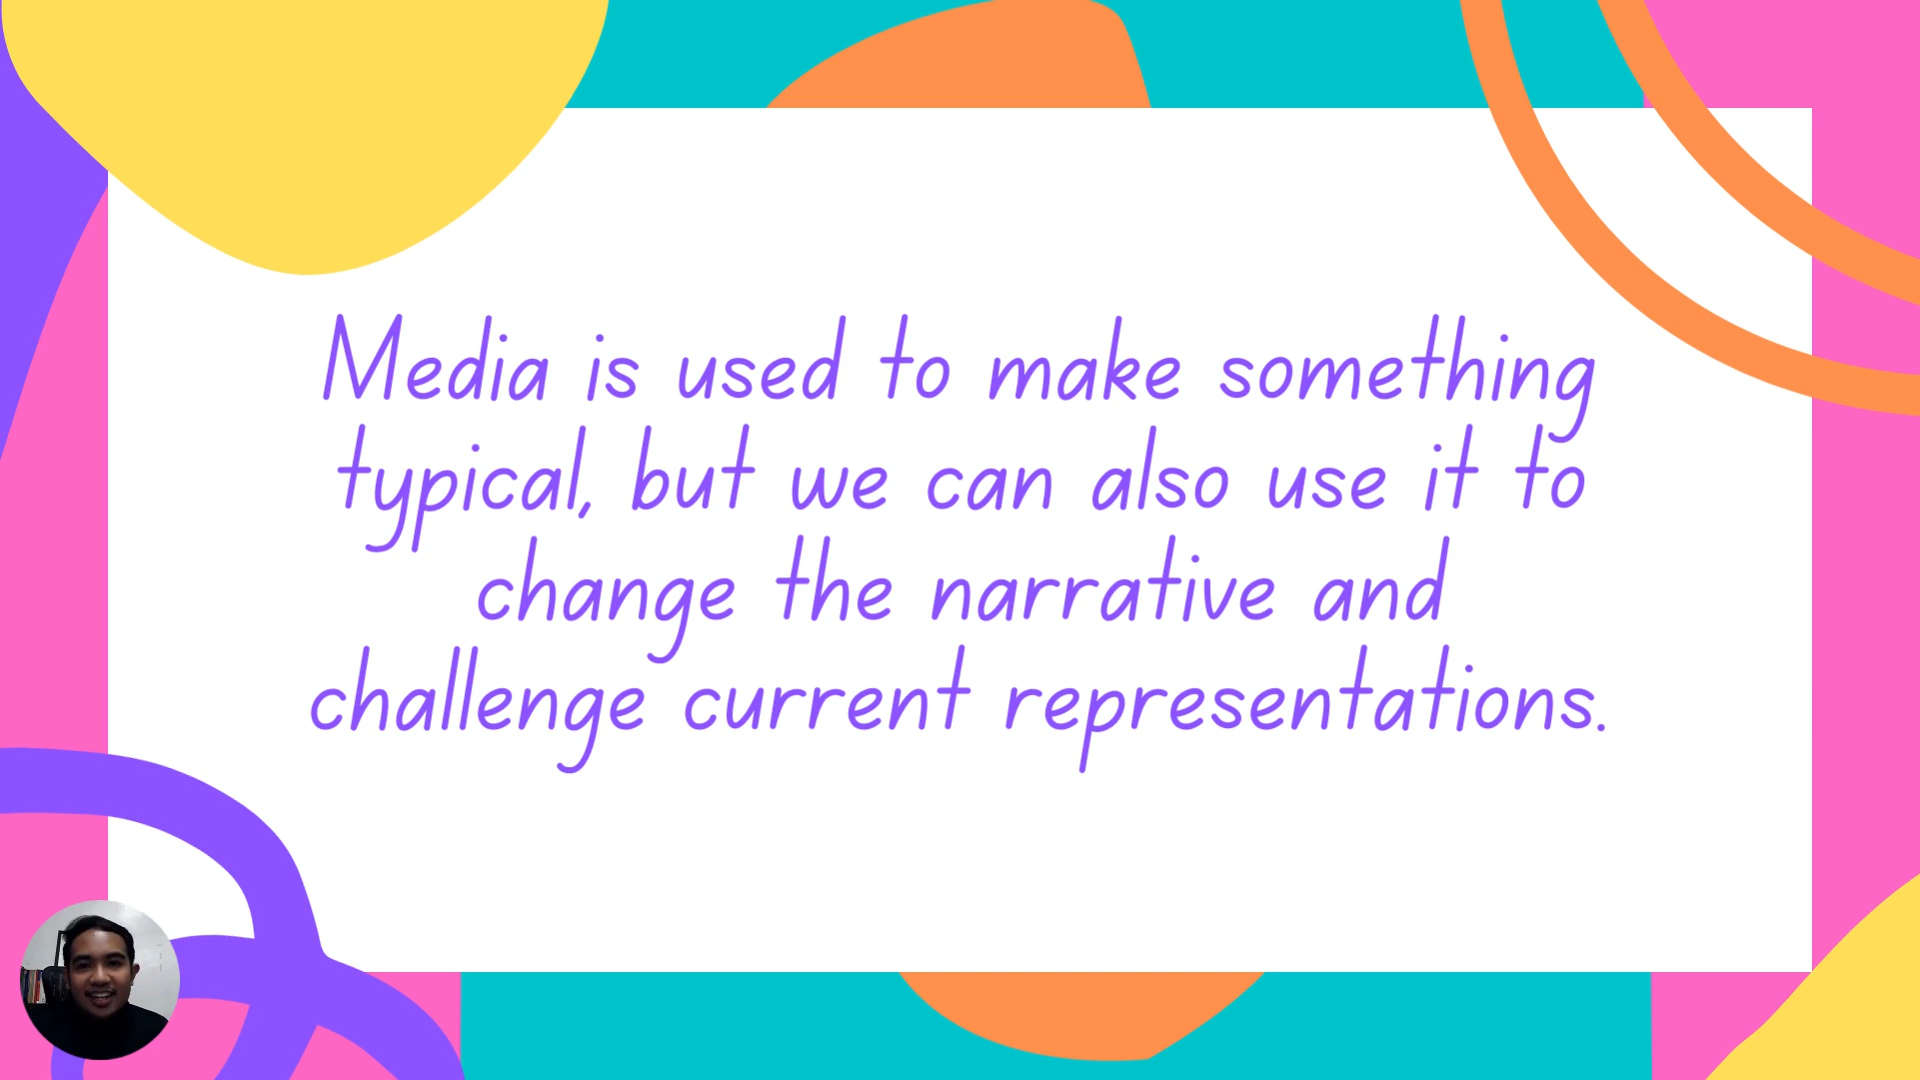 Media is used to make something
typical, but we can also use it to
change the narrative and
challenge current representations.